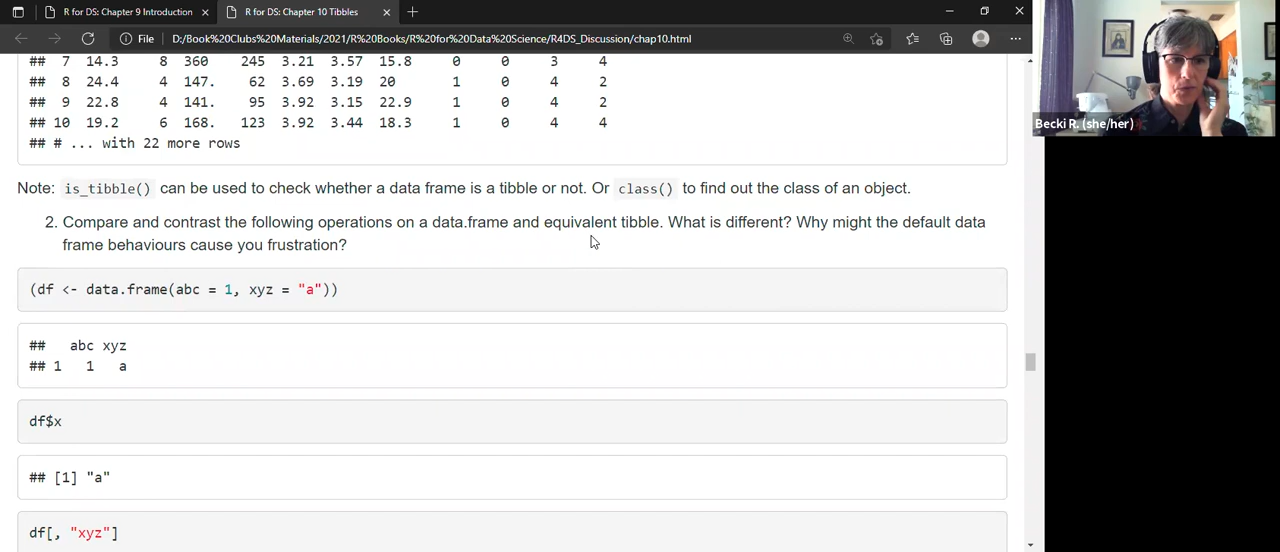 R for DS: Chapter 9 Introduction
R for DS: Chapter 10 Tibbles
File
D:/Book%20Clubs%20Materials/2021/R%20Books/R%20for%20Data%20Science/R4DS_Discussion/chap10.html
## 7 14.3 8 360 245 3.21 3.57 15.8 0 0 3 4
## 8 24.4 4 147. 62 3.69 3.19 20 1 0 4 2
## 9 22.8 4 141. 95 3.92 3.15 22.9 1 0 4 2
## 10 19.2 6 168. 123 3.92 3.44 18.3 1 0 4 4
## # ... with 22 more rows
Note: is_tibble() can be used to check whether a data frame is a tibble or not. Or class() to find out the class of an object.
2. Compare and contrast the following operations on a data.frame and equivalent tibble. What is different? Why might the default data
frame behaviours cause you frustration?
(df <- data.frame(abc = 1, xyz = "a"))
## abc xyz
## 1 1 a
df$x
## [1] "a"
df[, "xyz"]
Becki R. (she/her)